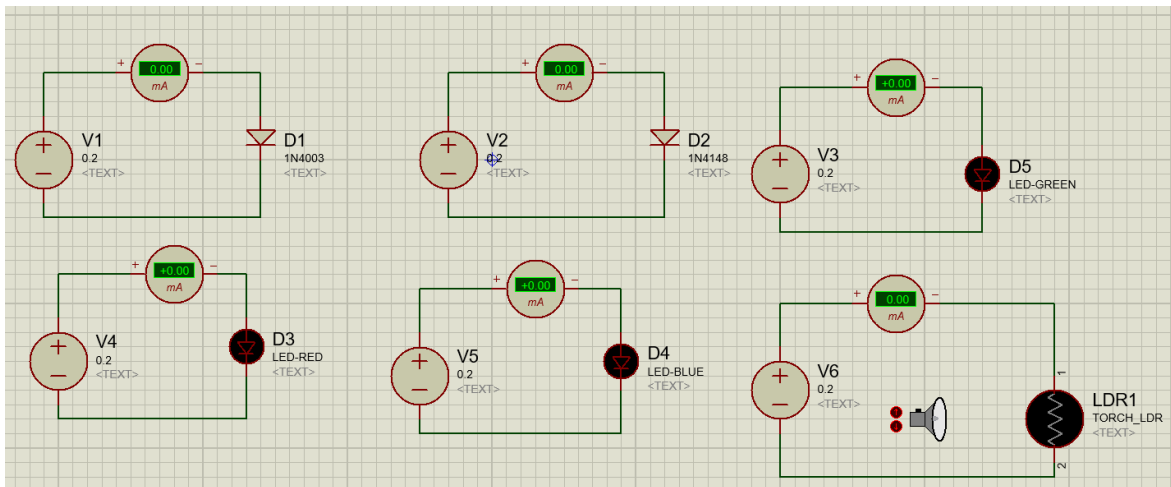 + 0.00 −
mA
+
V1
0.2
<TEXT>
−
D1
1N4003
<TEXT>
+ 0.00 −
mA
+
V2
0.2
<TEXT>
−
D2
1N4148
<TEXT>
+ +0.00 −
mA
+
V3
0.2
<TEXT>
−
D5
LED-GREEN
<TEXT>
+ +0.00 −
mA
+
V4
0.2
<TEXT>
−
D3
LED-RED
<TEXT>
+ +0.00 −
mA
+
V5
0.2
<TEXT>
−
D4
LED-BLUE
<TEXT>
+ 0.00 −
mA
+
V6
0.2
<TEXT>
−
1
LDR1
TORCH_LDR
<TEXT>
2